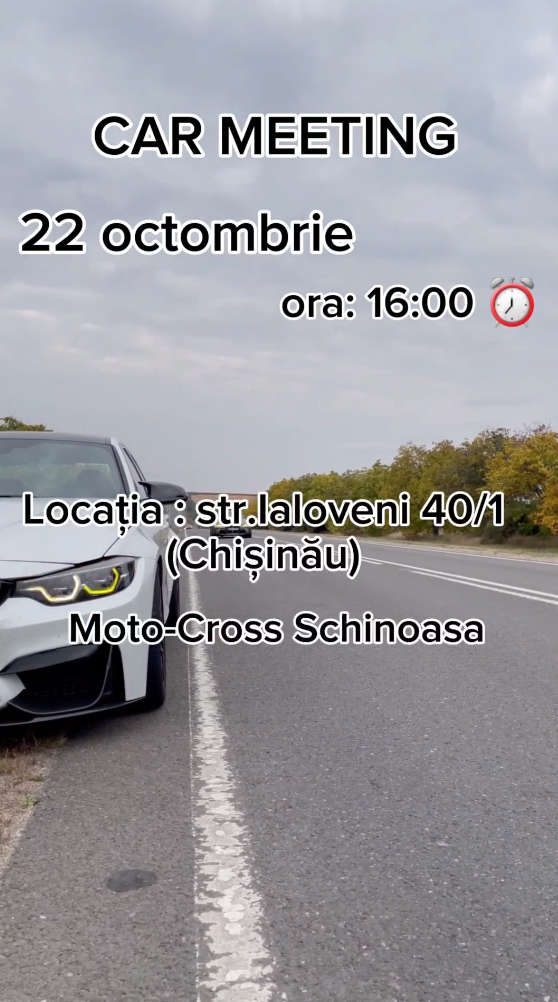 CAR MEETING
22 octombrie
ora: 16:00 ⏰
Locația : str.Ialoveni 40/1
(Chișinău)
Moto-Cross Schinoasa